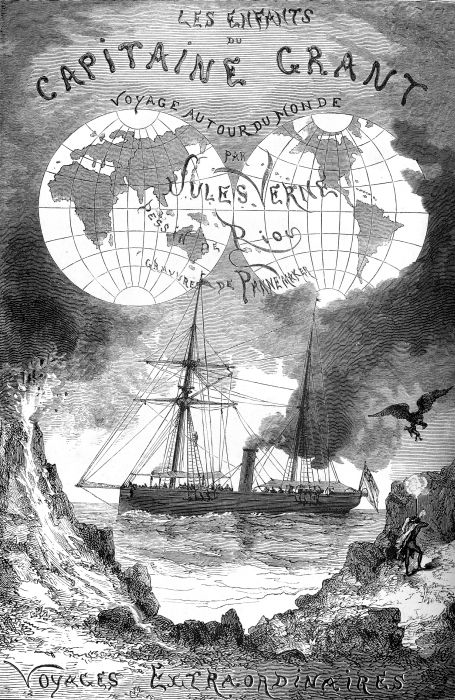 LES ENFANTS
DU
CAPITAINE GRANT
VOYAGE AUTOUR DU MONDE
PAR
JULES VERNE
DESSINS DE
RIOU
GRAVURES DE PANNEMAKER
VOYAGES EXTRAORDINAIRES